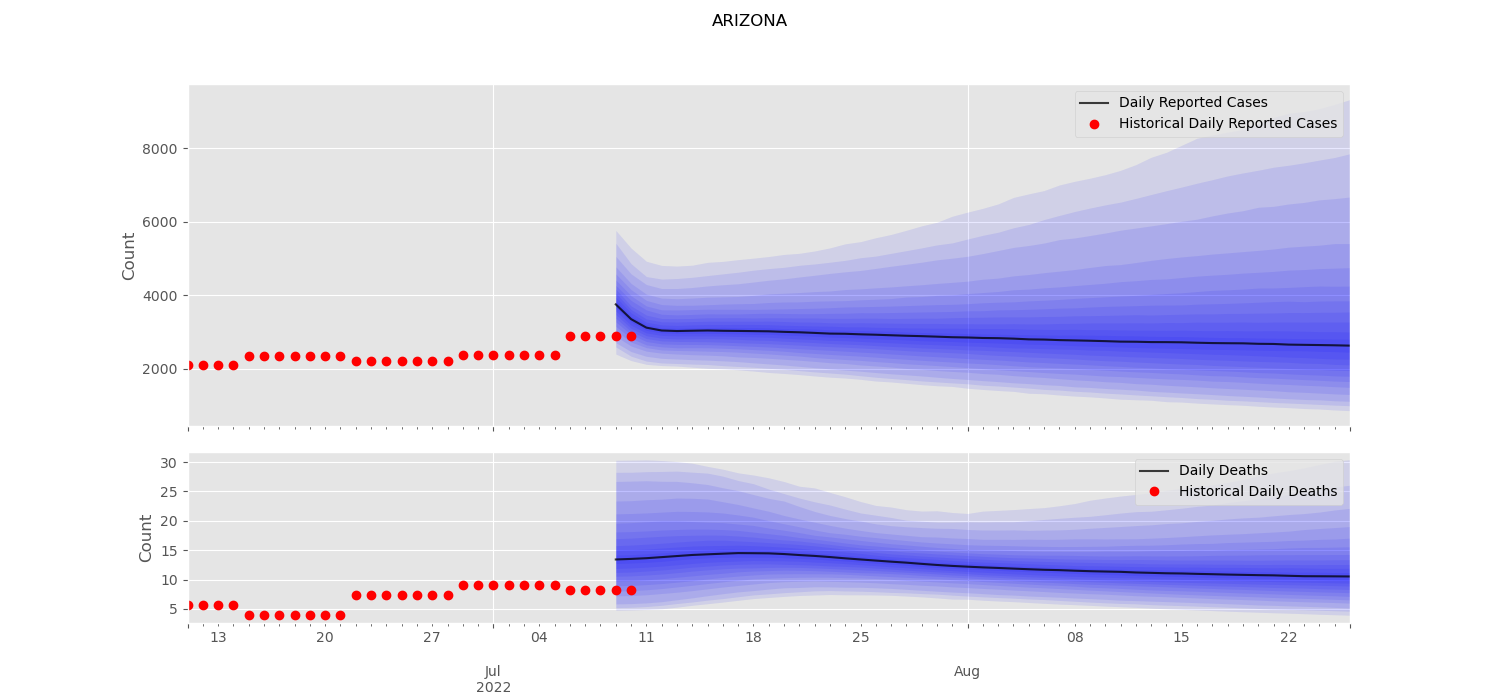 ARIZONA
Daily Reported Cases
Historical Daily Reported Cases
8000
6000
4000
2000
Count
Daily Deaths
Historical Daily Deaths
30
25
20
15
10
5
Count
13 20 27 04 11 18 25 08 15 22
Jul Aug
2022